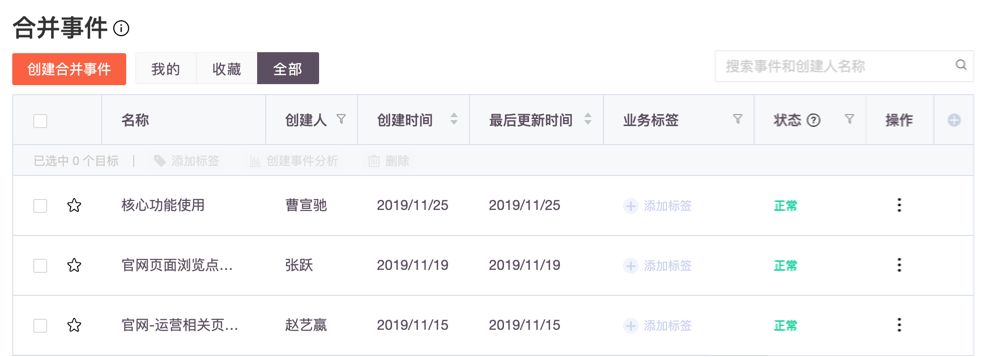 合并事件
创建合并事件 我的 收藏 全部 搜索事件和创建人名称
名称 创建人 创建时间 最后更新时间 业务标签 状态 操作
已选中 0 个目标 | 添加标签 创建事件分析 删除
核心功能使用 曹宣驰 2019/11/25 2019/11/25 添加标签 正常
官网页面浏览点... 张跃 2019/11/19 2019/11/19 添加标签 正常
官网-运营相关页... 赵艺赢 2019/11/15 2019/11/15 添加标签 正常